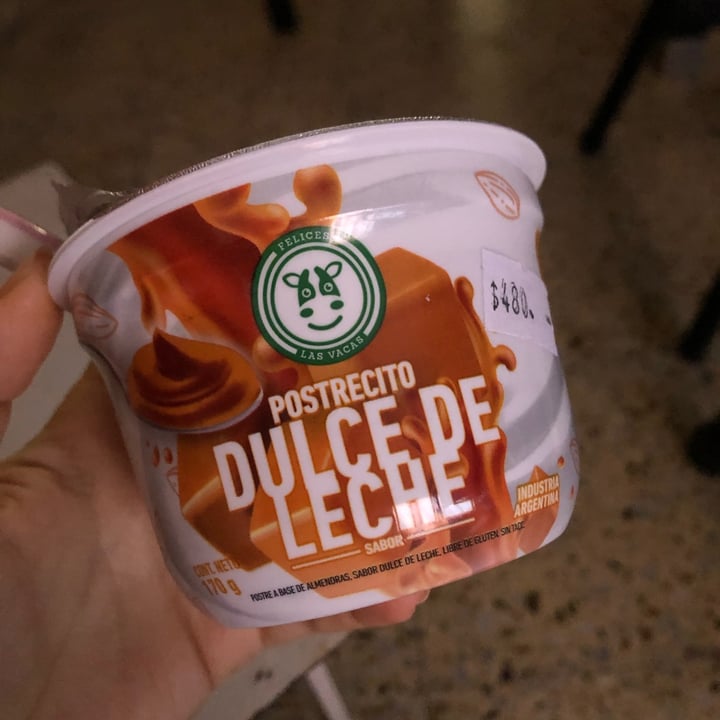 FELICES
LAS VACAS
$480.
POSTRECITO
DULCE DE
LECHE
SABOR
INDUSTRIA
ARGENTINA
CONT. NETO
170 g
POSTRE A BASE DE ALMENDRAS, SABOR DULCE DE LECHE, LIBRE DE GLUTEN, SIN TACC